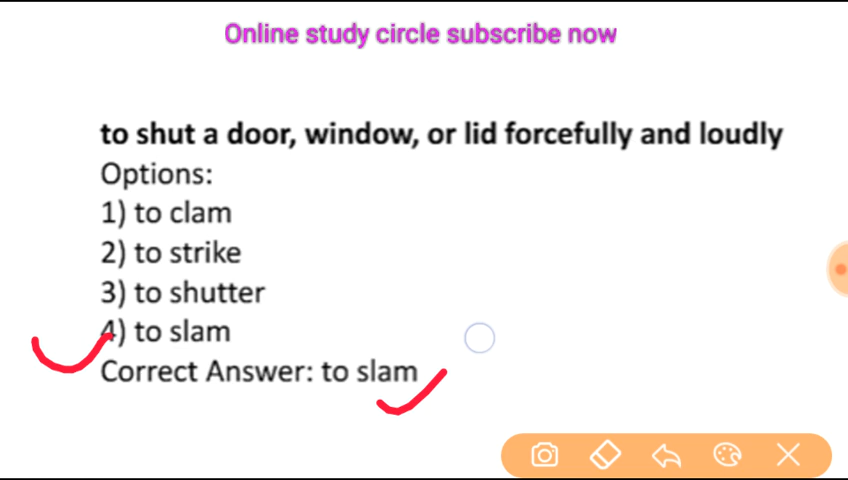 Online study circle subscribe now
to shut a door, window, or lid forcefully and loudly
Options:
1) to clam
2) to strike
3) to shutter
4) to slam
Correct Answer: to slam